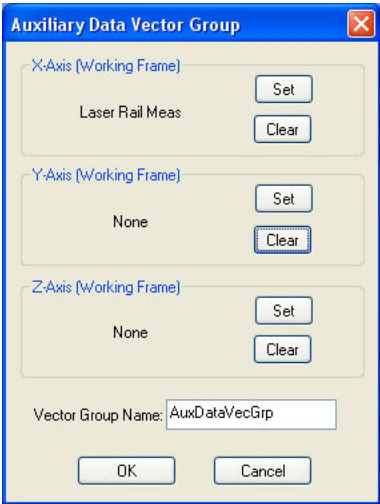 Auxiliary Data Vector Group
X-Axis (Working Frame)
Laser Rail Meas
Set
Clear
Y-Axis (Working Frame)
None
Set
Clear
Z-Axis (Working Frame)
None
Set
Clear
Vector Group Name: AuxDataVecGrp
OK Cancel